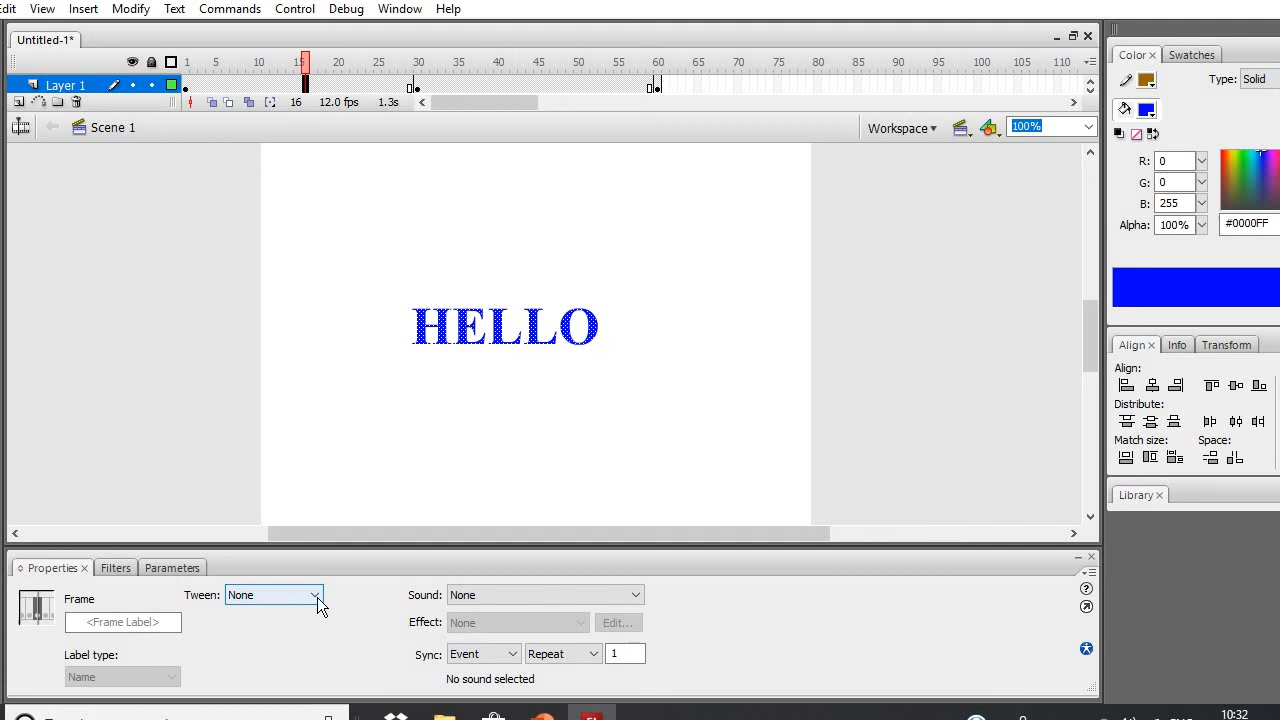 dit View Insert Modify Text Commands Control Debug Window Help
Untitled-1*
1 5 10 15 20 25 30 35 40 45 50 55 60 65 70 75 80 85 90 95 100 105 110
Layer 1
16 12.0 fps 1.3s
Scene 1
Workspace
100%
HELLO
Color Swatches
Type: Solid
R: 0
G: 0
B: 255
Alpha: 100% #0000FF
Align Info Transform
Align:
Distribute:
Match size: Space:
Library
Properties Filters Parameters
Frame
<Frame Label>
Label type:
Name
Tween: None
Sound: None
Effect: None Edit...
Sync: Event Repeat 1
No sound selected
10:32